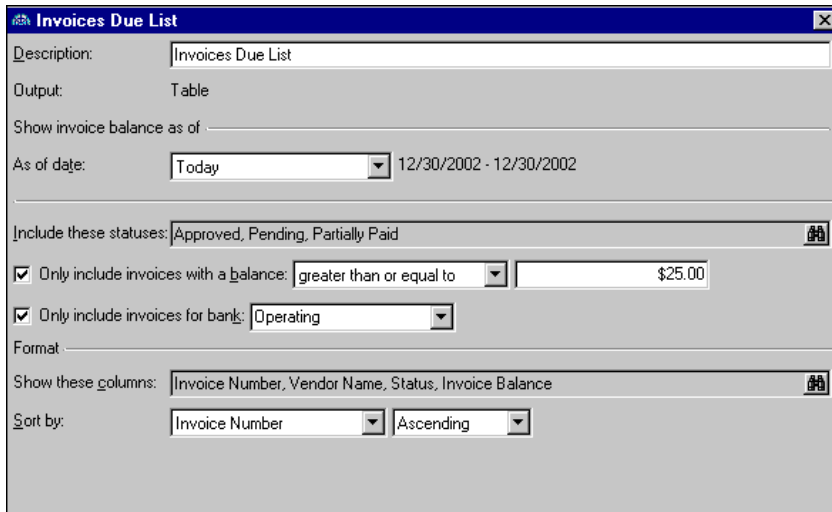 Invoices Due List
Description: Invoices Due List
Output: Table
Show invoice balance as of
As of date: Today 12/30/2002 - 12/30/2002
Include these statuses: Approved, Pending, Partially Paid
Only include invoices with a balance: greater than or equal to $25.00
Only include invoices for bank: Operating
Format
Show these columns: Invoice Number, Vendor Name, Status, Invoice Balance
Sort by: Invoice Number Ascending